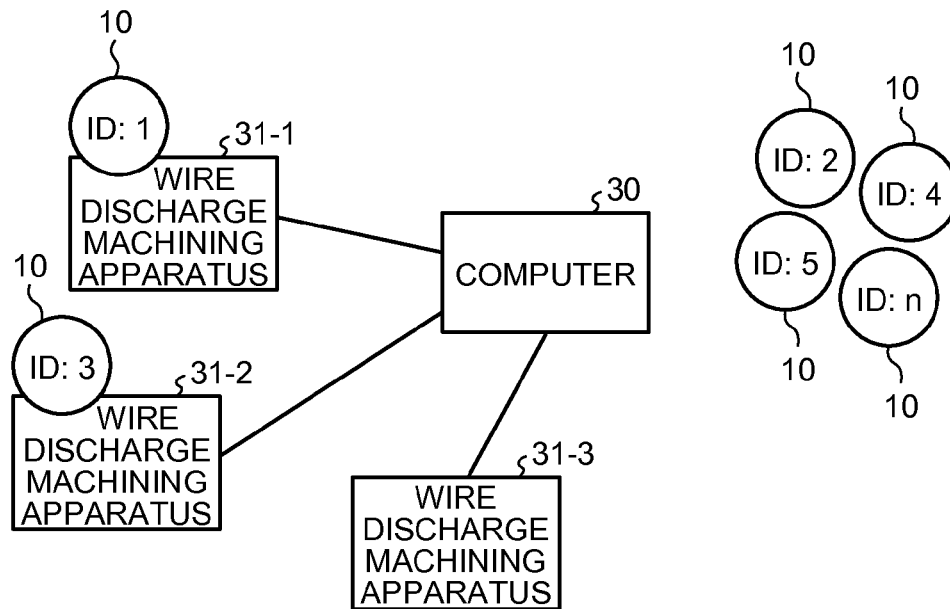 10
ID: 1
31-1
WIRE
DISCHARGE
MACHINING
APPARATUS
10
ID: 3
31-2
WIRE
DISCHARGE
MACHINING
APPARATUS
30
COMPUTER
31-3
WIRE
DISCHARGE
MACHINING
APPARATUS
10
ID: 2
10
ID: 4
ID: 5
10
ID: n
10